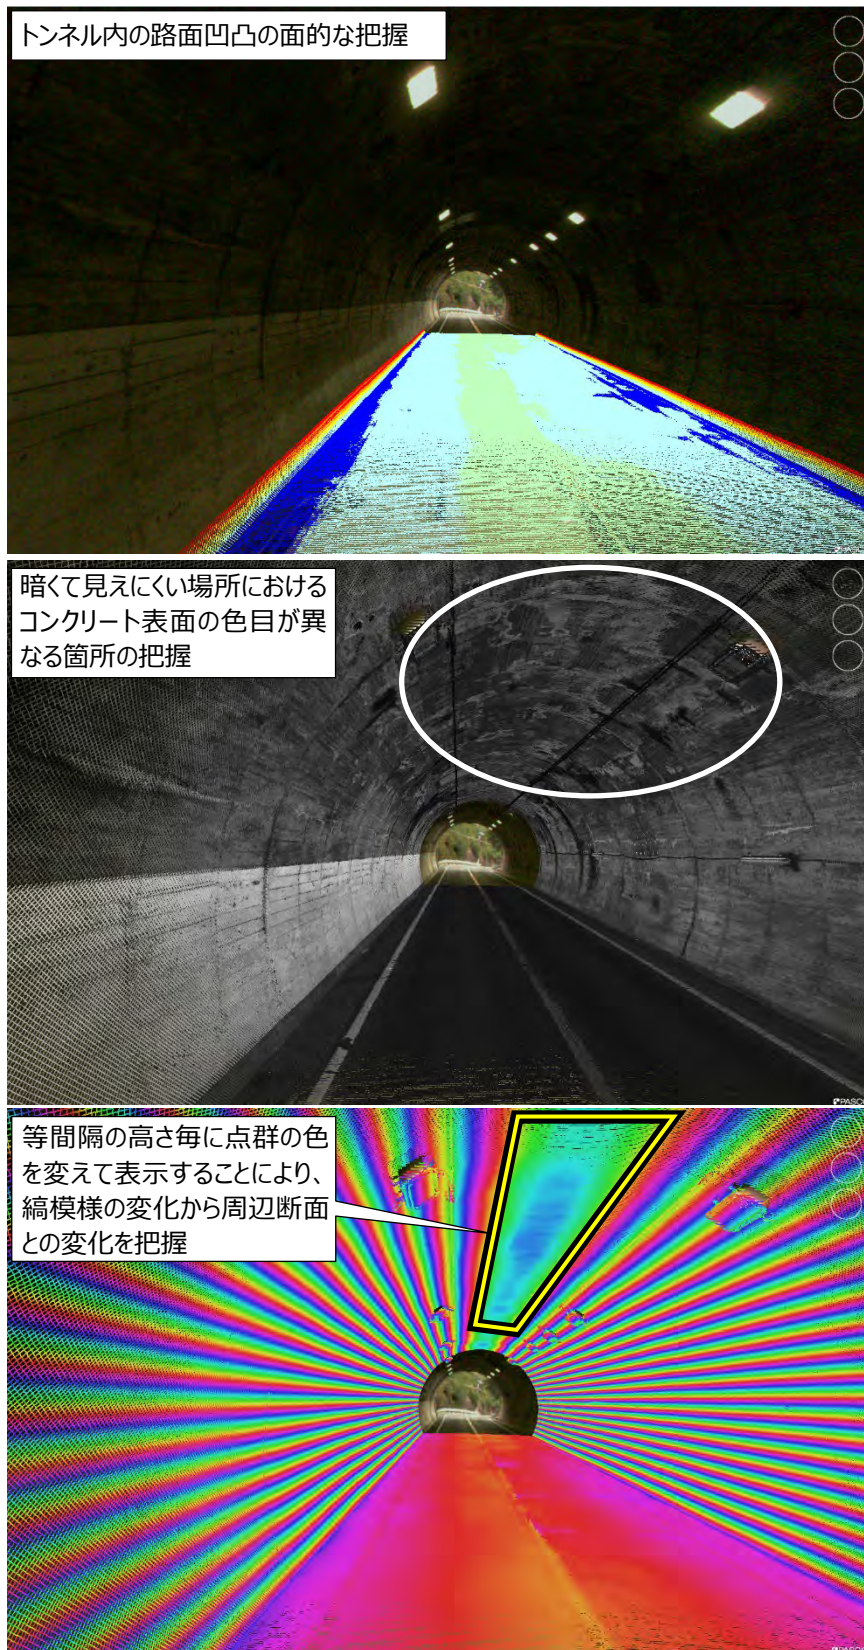 トンネル内の路面凹凸の面的な把握
PASCO
暗くて見えにくい場所における
コンクリート表面の色目が異
なる箇所の把握
PASCO
等間隔の高さ毎に点群の色
を変えて表示することにより、
縞模様の変化から周辺断面
との変化を把握
PASCO